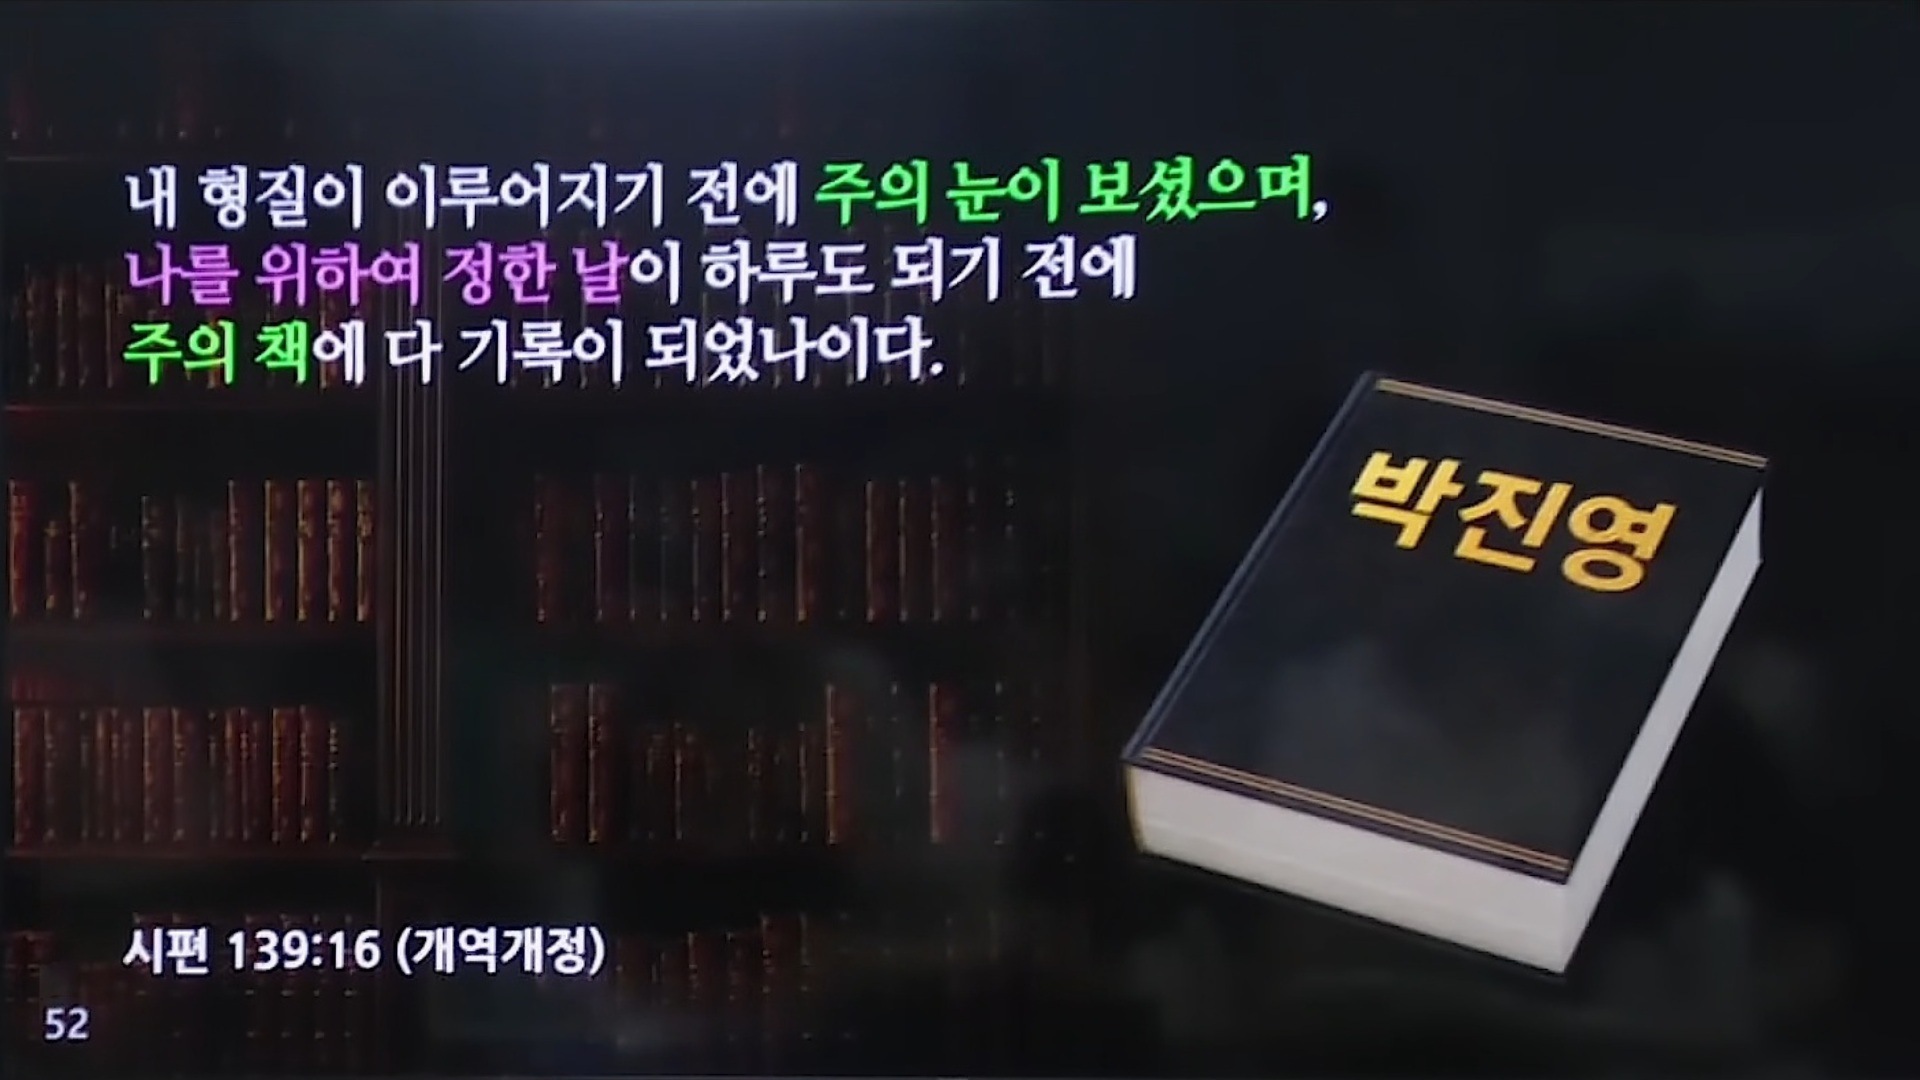 내 형질이 이루어지기 전에 주의 눈이 보셨으며,
나를 위하여 정한 날이 하루도 되기 전에
주의 책에 다 기록이 되었나이다.
박진영
시편 139:16 (개역개정)
52